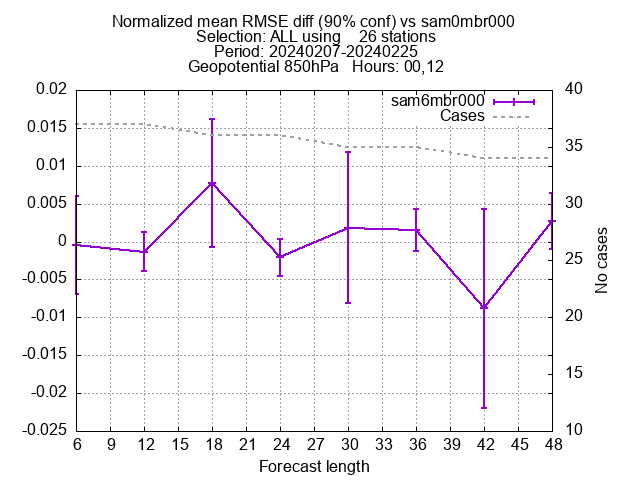 Normalized mean RMSE diff (90% conf) vs sam0mbr000
Selection: ALL using    26 stations
Period: 20240207-20240225
Geopotential 850hPa   Hours: 00,12
sam6mbr000
Cases
0.02
0.015
0.01
0.005
0
-0.005
-0.01
-0.015
-0.02
-0.025
40
35
30
25
20
15
10
No cases
6 9 12 15 18 21 24 27 30 33 36 39 42 45 48
Forecast length